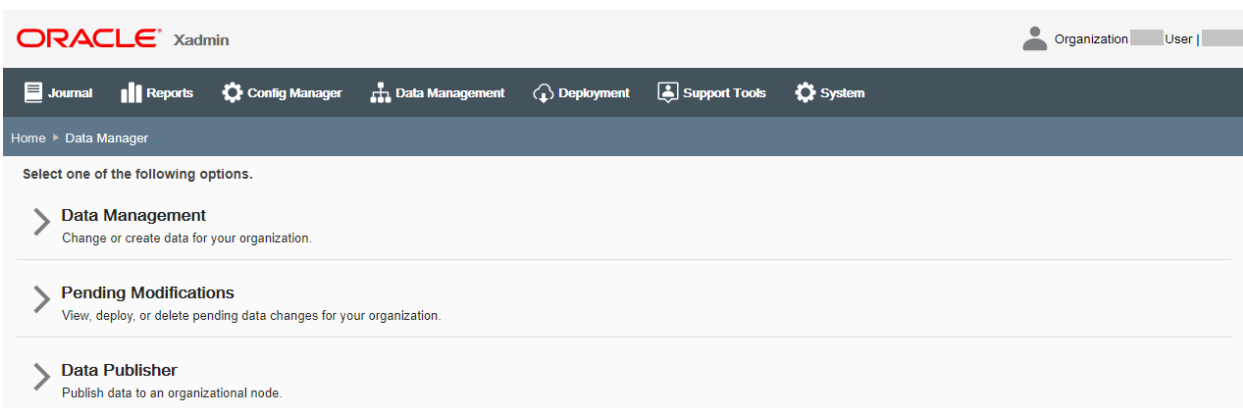 ORACLE® Xadmin Organization User |
Journal Reports Config Manager Data Management Deployment Support Tools System
Home ▶ Data Manager
Select one of the following options.
Data Management
Change or create data for your organization.
Pending Modifications
View, deploy, or delete pending data changes for your organization.
Data Publisher
Publish data to an organizational node.